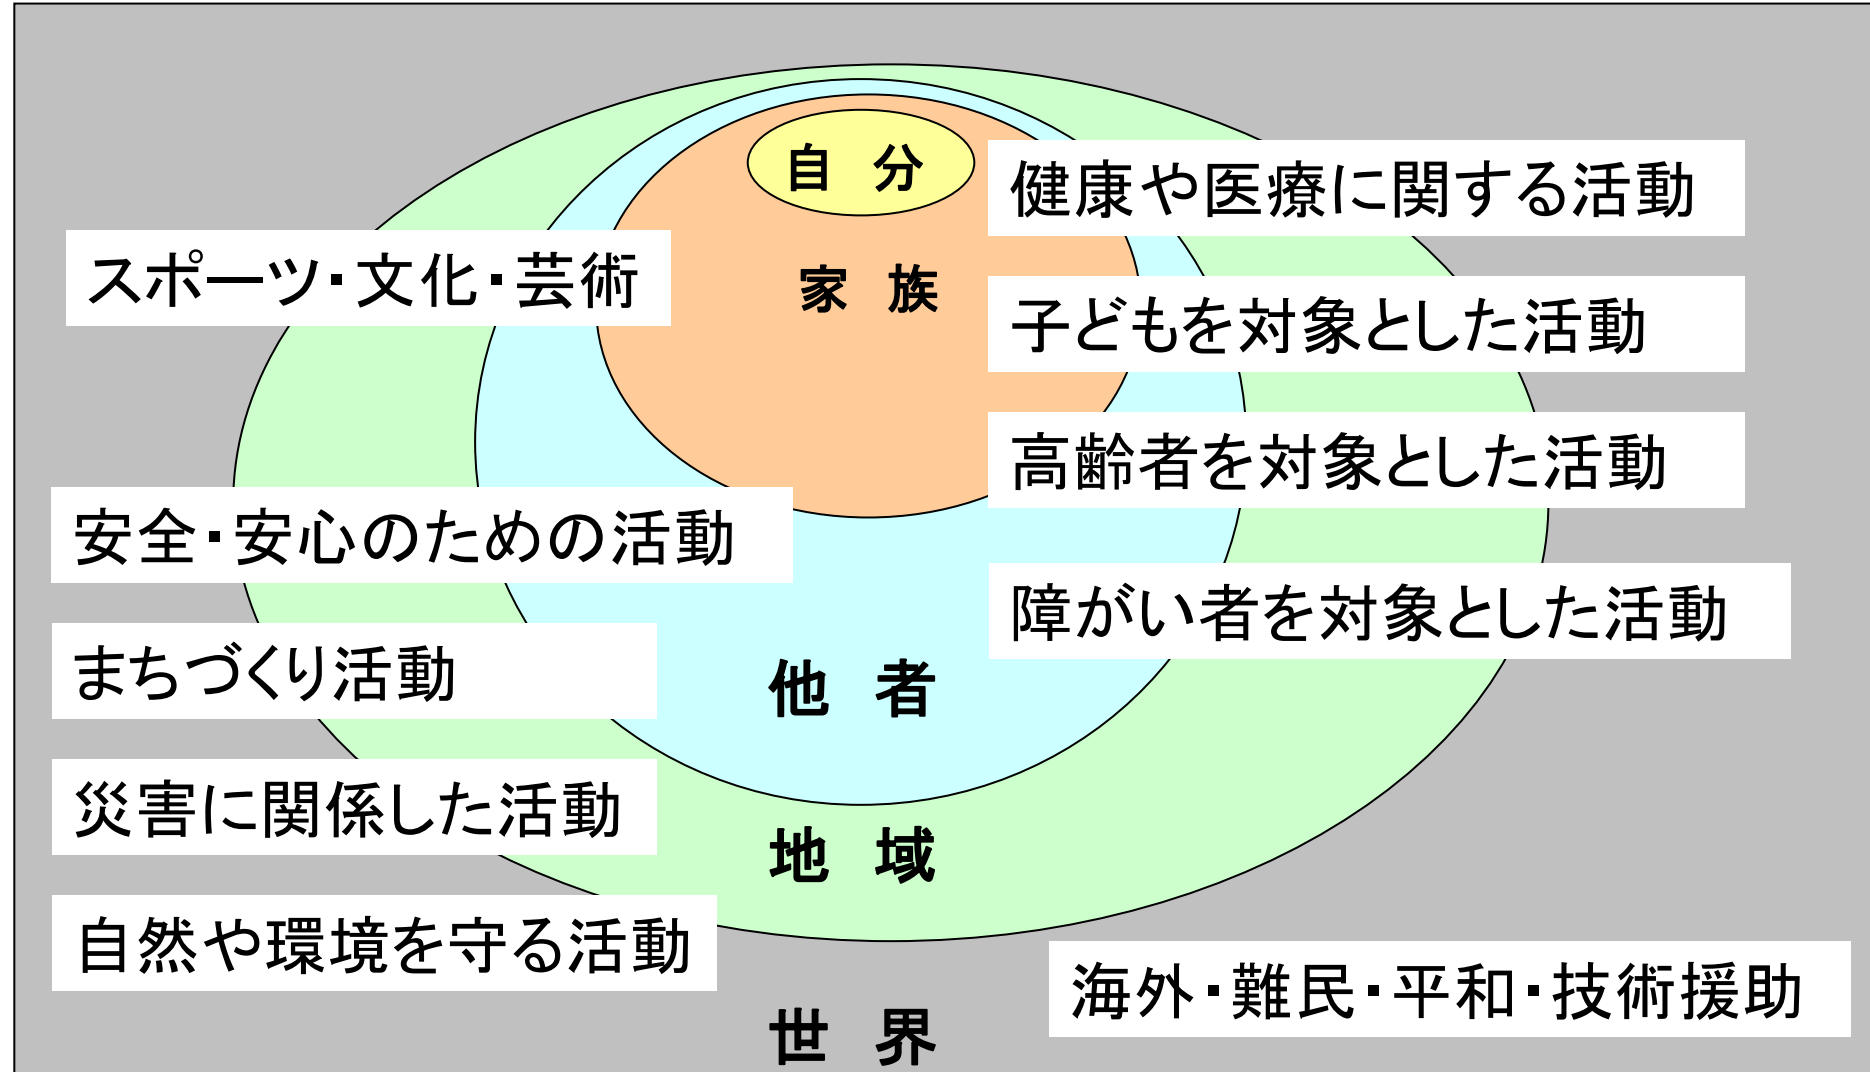 自 分
家 族
他 者
地 域
世 界
スポーツ・文化・芸術
安全・安心のための活動
まちづくり活動
災害に関係した活動
自然や環境を守る活動
健康や医療に関する活動
子どもを対象とした活動
高齢者を対象とした活動
障がい者を対象とした活動
海外・難民・平和・技術援助